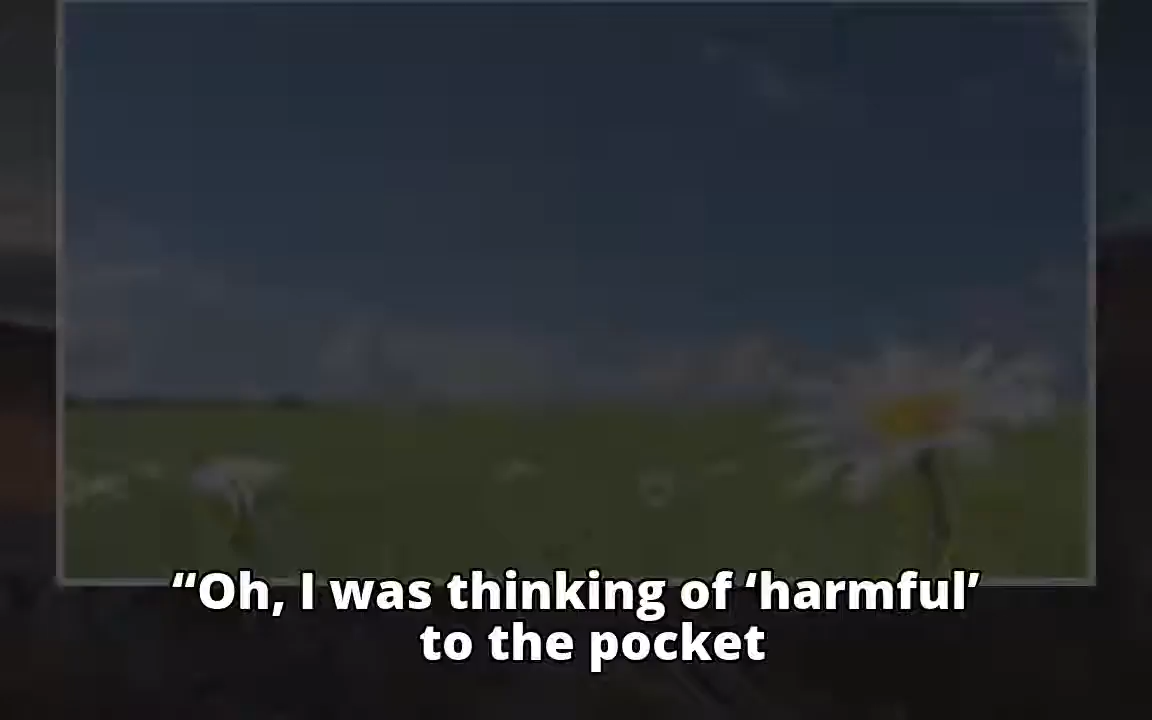 “Oh, I was thinking of ‘harmful’
to the pocket